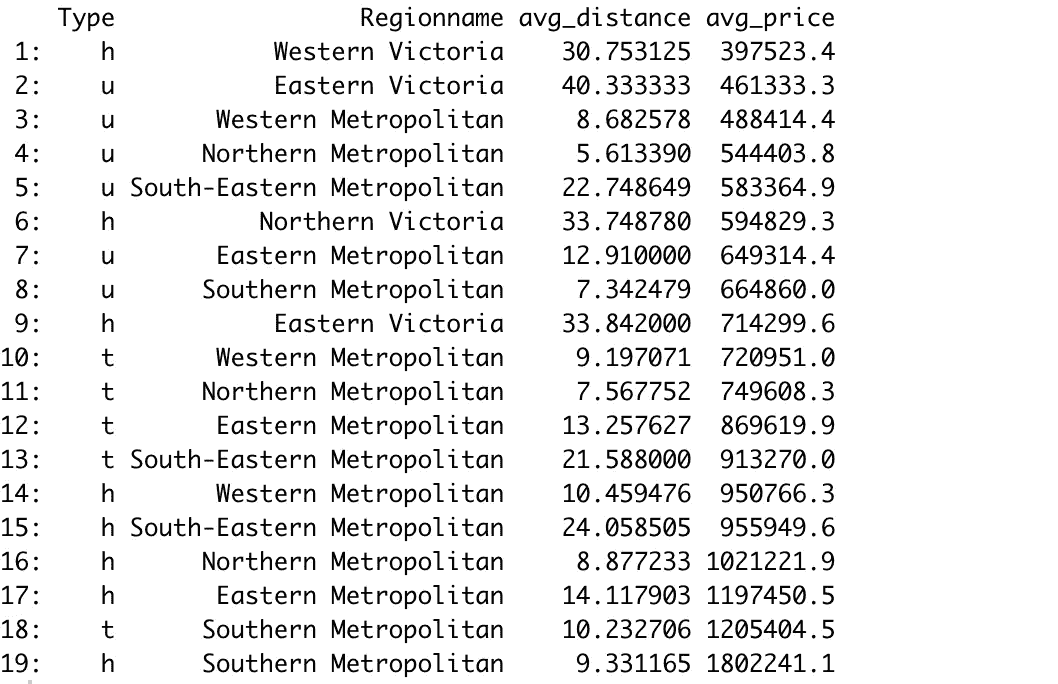 Type Regionname avg_distance avg_price
1: h Western Victoria 30.753125 397523.4
2: u Eastern Victoria 40.333333 461333.3
3: u Western Metropolitan 8.682578 488414.4
4: u Northern Metropolitan 5.613390 544403.8
5: u South-Eastern Metropolitan 22.748649 583364.9
6: h Northern Victoria 33.748780 594829.3
7: u Eastern Metropolitan 12.910000 649314.4
8: u Southern Metropolitan 7.342479 664860.0
9: h Eastern Victoria 33.842000 714299.6
10: t Western Metropolitan 9.197071 720951.0
11: t Northern Metropolitan 7.567752 749608.3
12: t Eastern Metropolitan 13.257627 869619.9
13: t South-Eastern Metropolitan 21.588000 913270.0
14: h Western Metropolitan 10.459476 950766.3
15: h South-Eastern Metropolitan 24.058505 955949.6
16: h Northern Metropolitan 8.877233 1021221.9
17: h Eastern Metropolitan 14.117903 1197450.5
18: t Southern Metropolitan 10.232706 1205404.5
19: h Southern Metropolitan 9.331165 1802241.1